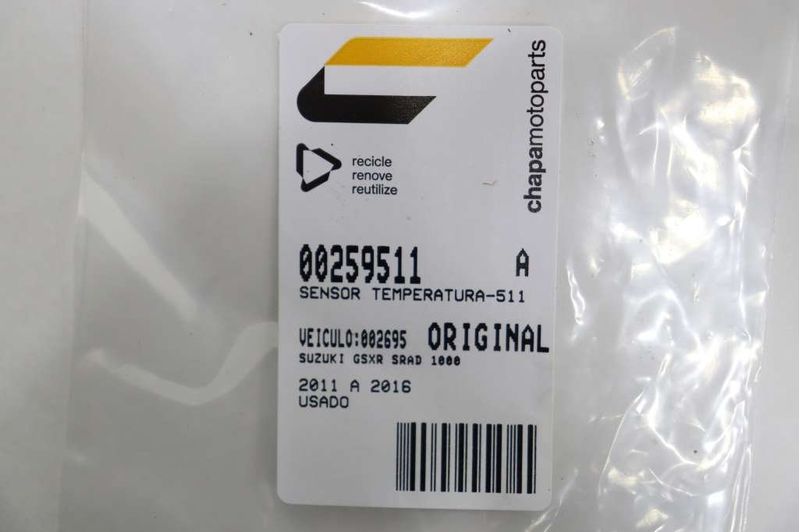 chapamotoparts
recicle
renove
reutilize
00259511 A
SENSOR TEMPERATURA-511
VEICULO:002695 ORIGINAL
SUZUKI GSXR SRAD 1000
2011 A 2016
USADO